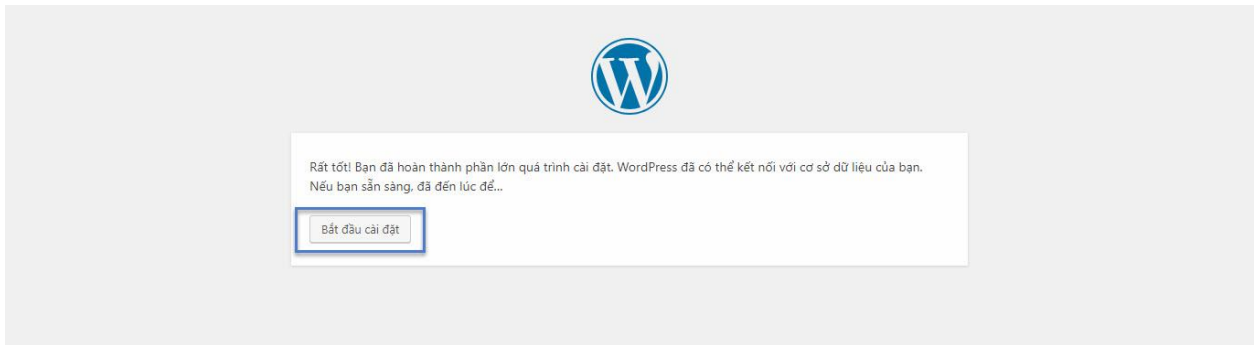 Rất tốt! Bạn đã hoàn thành phần lớn quá trình cài đặt. WordPress đã có thể kết nối với cơ sở dữ liệu của bạn.
Nếu bạn sẵn sàng, đã đến lúc để...
Bắt đầu cài đặt